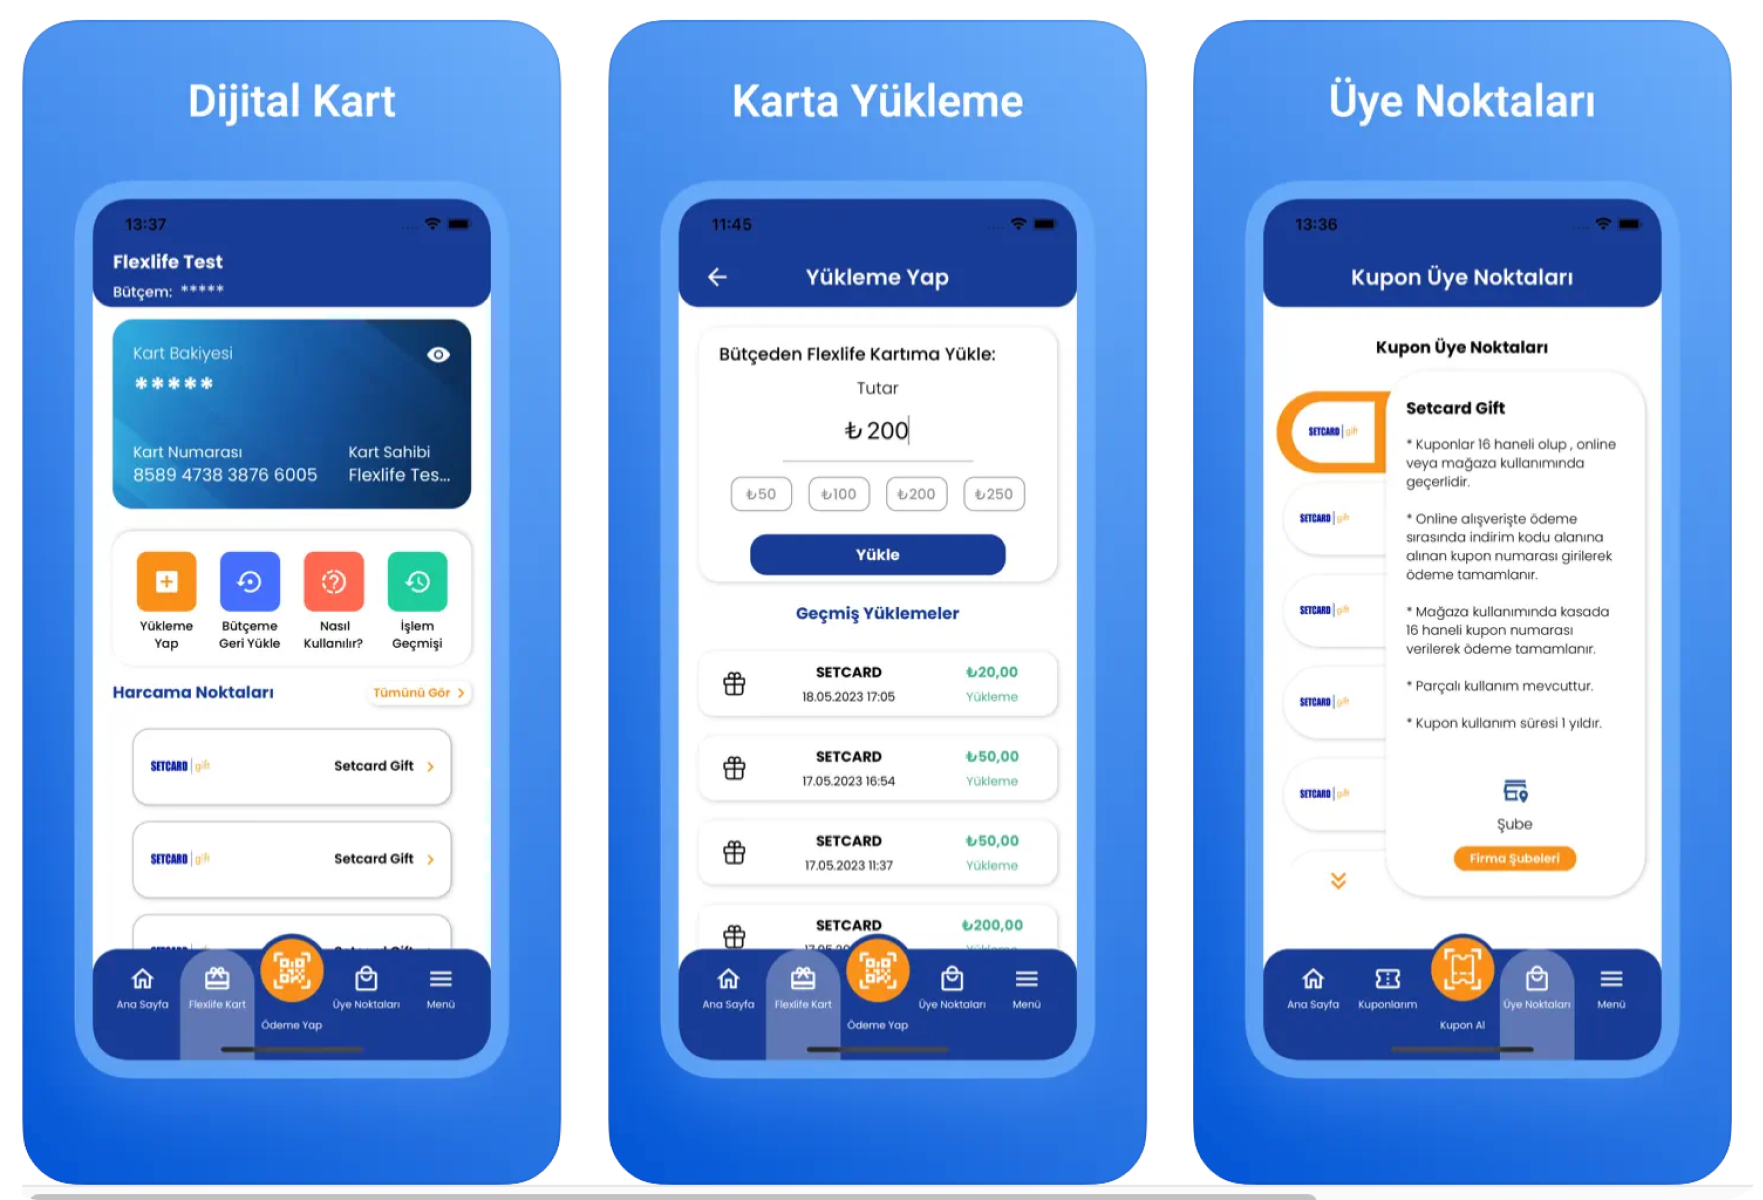 Dijital Kart
13:37
Flexlife Test
Bütçem: *****
Kart Bakiyesi
*****
Kart Numarası
Kart Sahibi
8589 4738 3876 6005
Flexlife Tes...
Yükleme
Yap
Bütçeme
Geri Yükle
Nasıl
Kullanılır?
İşlem
Geçmişi
Harcama Noktaları
Tümünü Gör >
SETCARD | gift
Setcard Gift >
SETCARD | gift
Setcard Gift >
Ana Sayfa
Flexlife Kart
Ödeme Yap
Üye Noktaları
Menü
Karta Yükleme
11:45
Yükleme Yap
Bütçeden Flexlife Kartıma Yükle:
Tutar
₺200
₺50
₺100
₺200
₺250
Yükle
Geçmiş Yüklemeler
SETCARD
₺20,00
18.05.2023 17:05
Yükleme
SETCARD
₺50,00
17.05.2023 16:54
Yükleme
SETCARD
₺50,00
17.05.2023 11:37
Yükleme
SETCARD
₺200,00
Ana Sayfa
Flexlife Kart
Ödeme Yap
Üye Noktaları
Menü
Üye Noktaları
13:36
Kupon Üye Noktaları
Kupon Üye Noktaları
SETCARD | gift
SETCARD | gift
SETCARD | gift
SETCARD | gift
SETCARD | gift
Setcard Gift
* Kuponlar 16 haneli olup , online
veya mağaza kullanımında
geçerlidir.
* Online alışverişte ödeme
sırasında indirim kodu alanına
alınan kupon numarası girilerek
ödeme tamamlanır.
* Mağaza kullanımında kasada
16 haneli kupon numarası
verilerek ödeme tamamlanır.
* Parçalı kullanım mevcuttur.
* Kupon kullanım süresi 1 yıldır.
Şube
Firma Şubeleri
Ana Sayfa
Kuponlarım
Kupon Al
Üye Noktaları
Menü